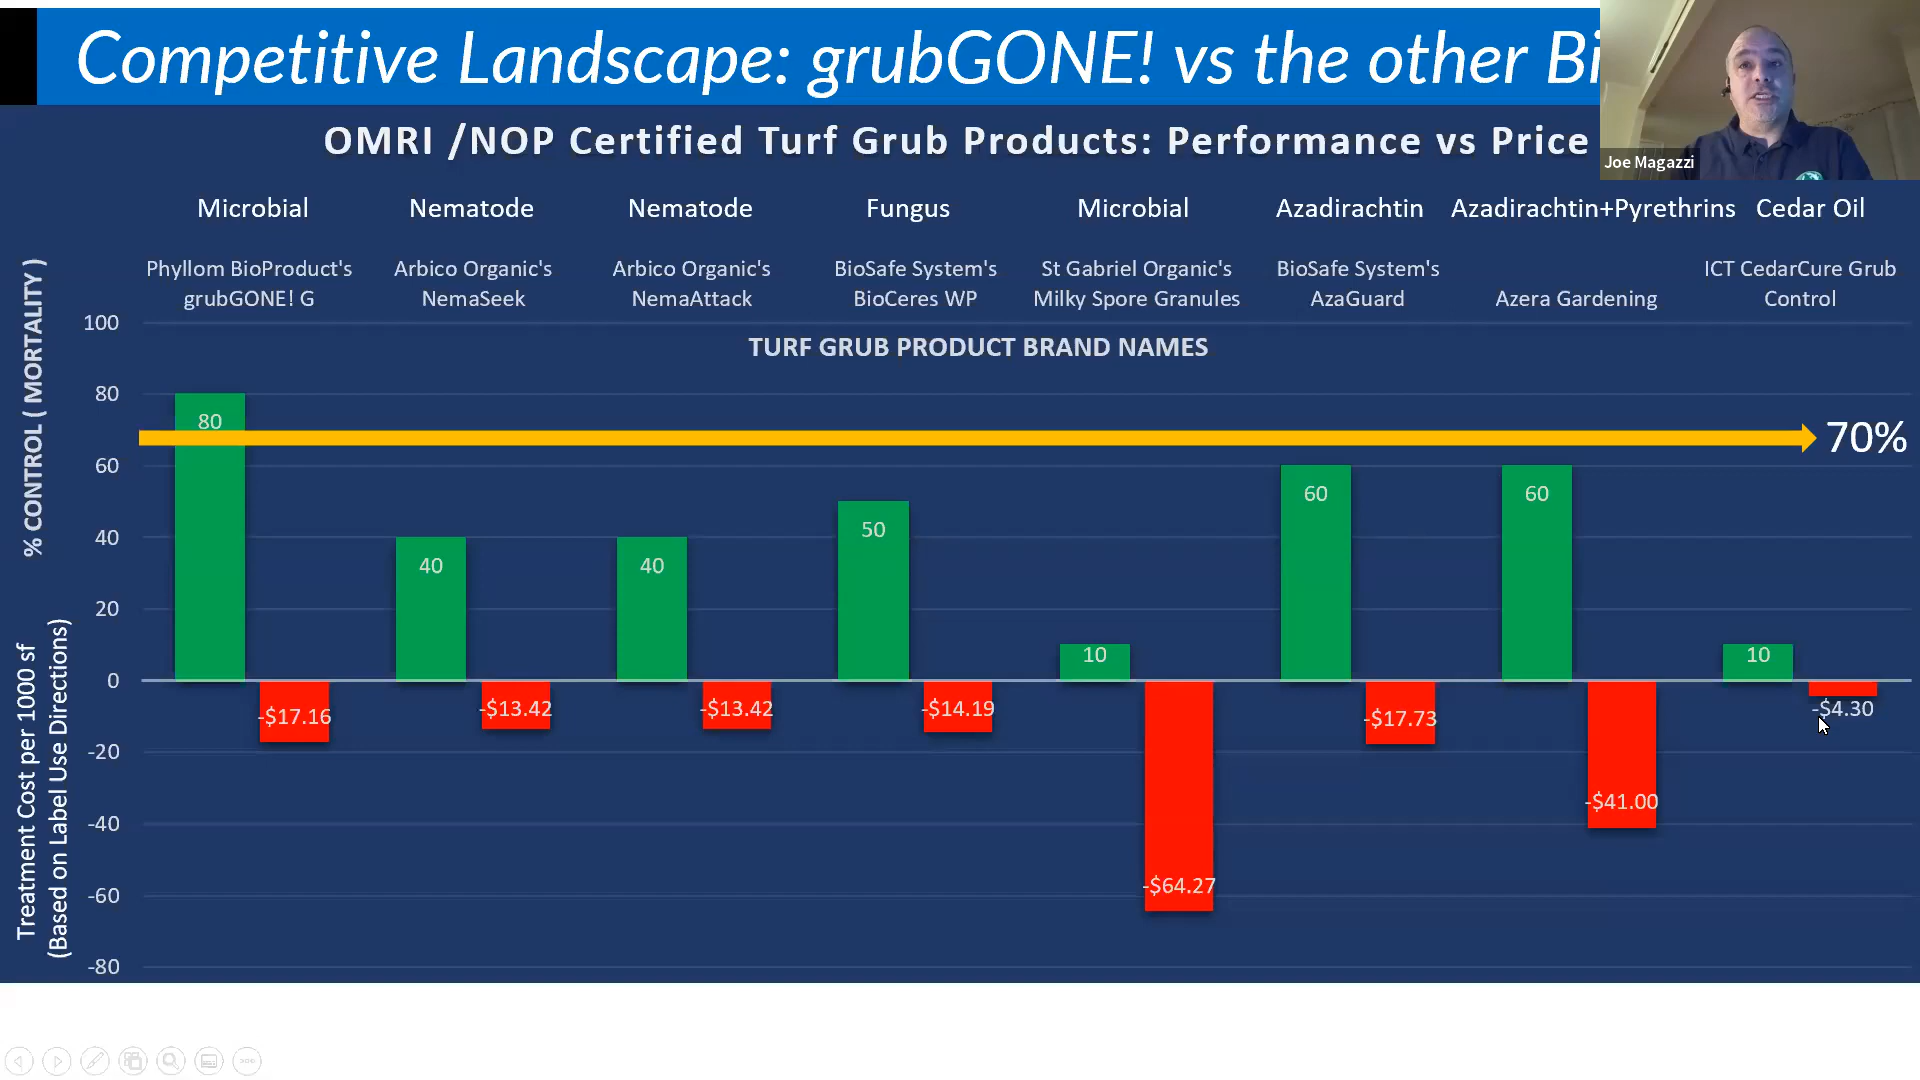 Competitive Landscape: grubGONE! vs the other Bi
Joe Magazzi
OMRI /NOP Certified Turf Grub Products: Performance vs Price
Microbial Nematode Nematode Fungus Microbial Azadirachtin Azadirachtin+Pyrethrins Cedar Oil
Phyllom BioProduct's
grubGONE! G
Arbico Organic's
NemaSeek
Arbico Organic's
NemaAttack
BioSafe System's
BioCeres WP
St Gabriel Organic's
Milky Spore Granules
BioSafe System's
AzaGuard
Azera Gardening
ICT CedarCure Grub
Control
TURF GRUB PRODUCT BRAND NAMES
% CONTROL ( MORTALITY )
Treatment Cost per 1000 sf
(Based on Label Use Directions)
100
80
60
40
20
0
-20
-40
-60
-80
70%
80
40
40
50
10
60
60
10
-$17.16
-$13.42
-$13.42
-$14.19
-$64.27
-$17.73
-$41.00
-$4.30